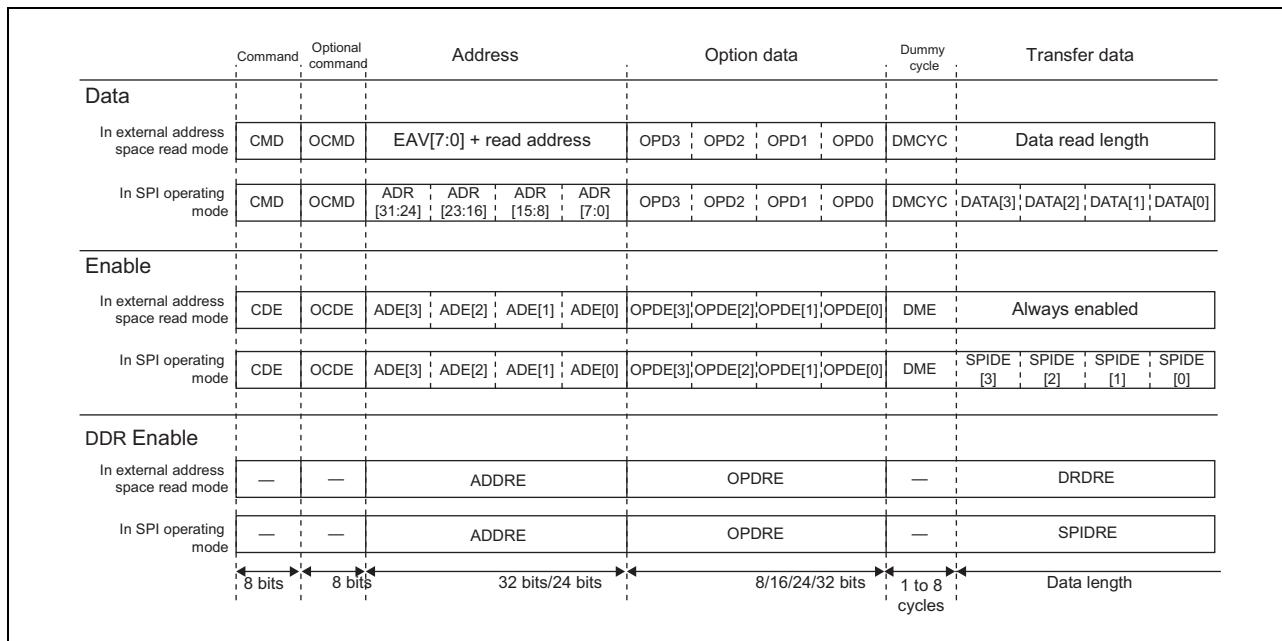 Command Optional command Address Option data Dummy cycle Transfer data
Data
In external address space read mode CMD OCMD EAV[7:0] + read address OPD3 OPD2 OPD1 OPD0 DMCYC Data read length
In SPI operating mode CMD OCMD ADR [31:24] ADR [23:16] ADR [15:8] ADR [7:0] OPD3 OPD2 OPD1 OPD0 DMCYC DATA[3] DATA[2] DATA[1] DATA[0]
Enable
In external address space read mode CDE OCDE ADE[3] ADE[2] ADE[1] ADE[0] OPDE[3] OPDE[2] OPDE[1] OPDE[0] DME Always enabled
In SPI operating mode CDE OCDE ADE[3] ADE[2] ADE[1] ADE[0] OPDE[3] OPDE[2] OPDE[1] OPDE[0] DME SPIDE [3] SPIDE [2] SPIDE [1] SPIDE [0]
DDR Enable
In external address space read mode — — ADDRE OPDRE — DRDRE
In SPI operating mode — — ADDRE OPDRE — SPIDRE
8 bits 8 bits 32 bits/24 bits 8/16/24/32 bits 1 to 8 cycles Data length